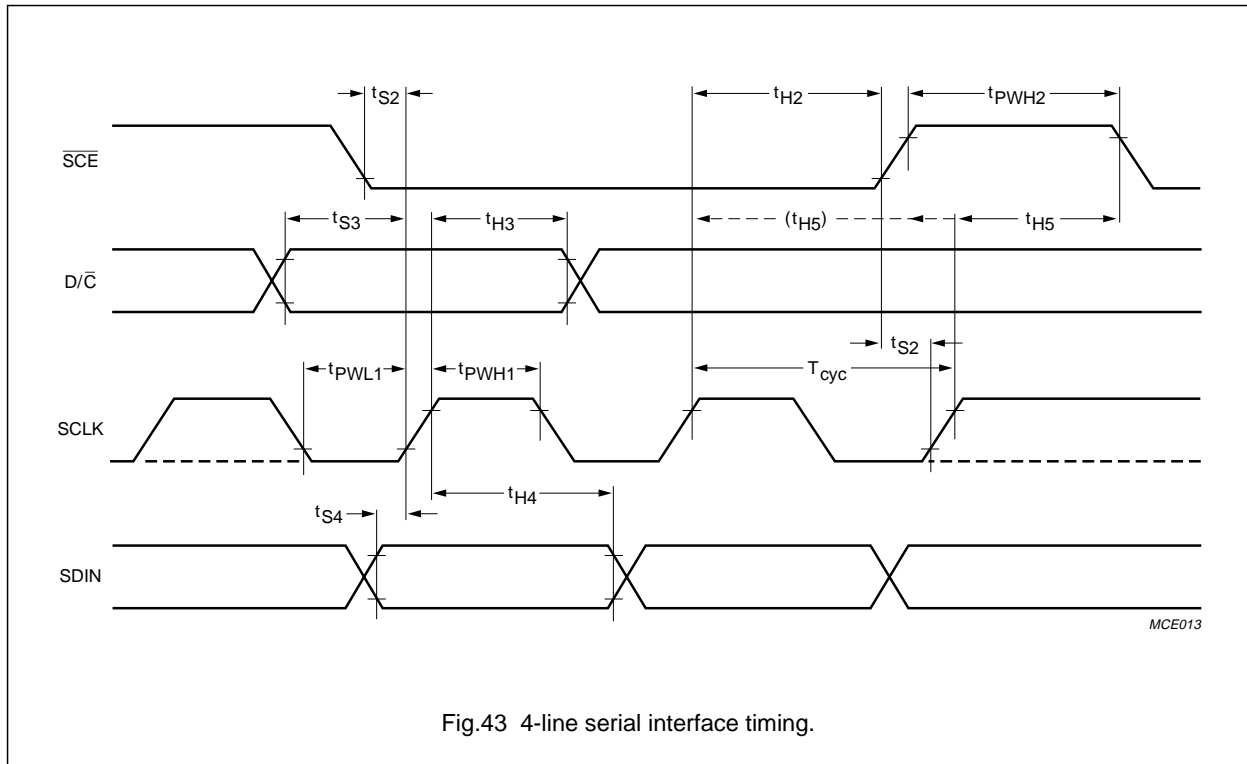 tS2 tH2 tPWH2
SCE
tS3 tH3 (tH5) tH5
D/C
tS2
tPWL1 tPWH1 Tcyc
SCLK
tH4
tS4
SDIN
MCE013
Fig.43 4-line serial interface timing.